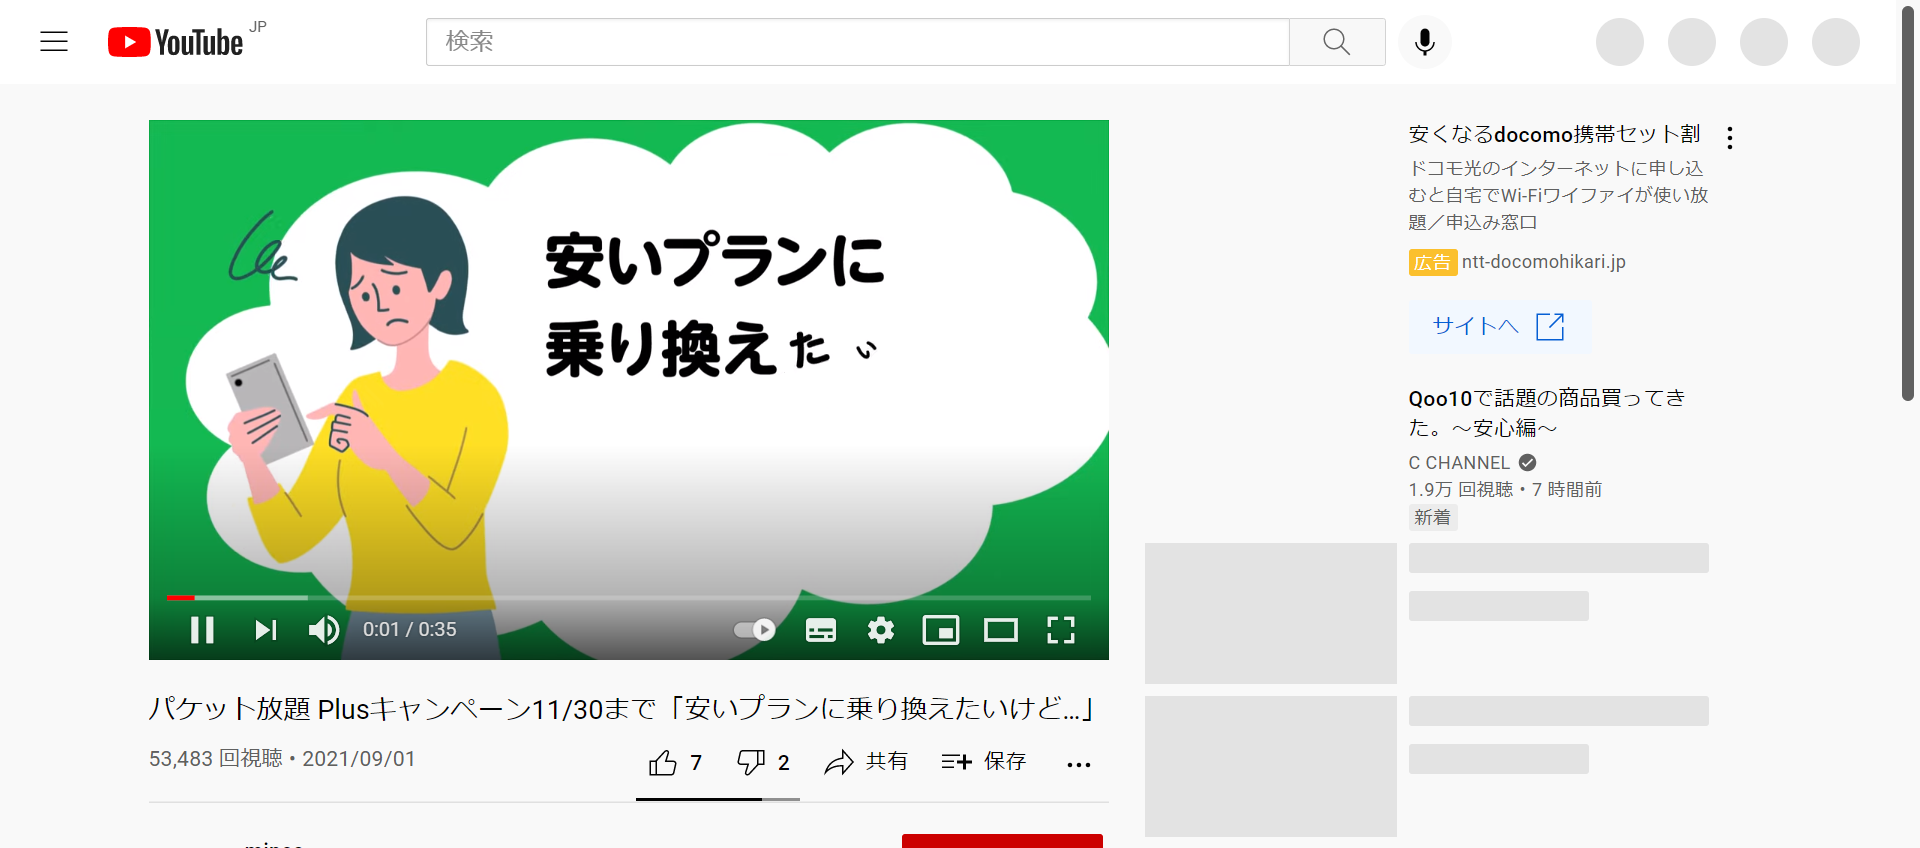 YouTube JP
検索
安いプランに
乗り換えたい
0:01 / 0:35
パケット放題 Plusキャンペーン11/30まで「安いプランに乗り換えたいけど...」
53,483 回視聴・2021/09/01
7
2
共有
保存
安くなるdocomo携帯セット割
ドコモ光のインターネットに申し込
むと自宅でWi-Fiワイファイが使い放
題／申込み窓口
広告 ntt-docomohikari.jp
サイトへ
Qoo10で話題の商品買ってき
た。～安心編～
C CHANNEL
1.9万 回視聴・7 時間前
新着